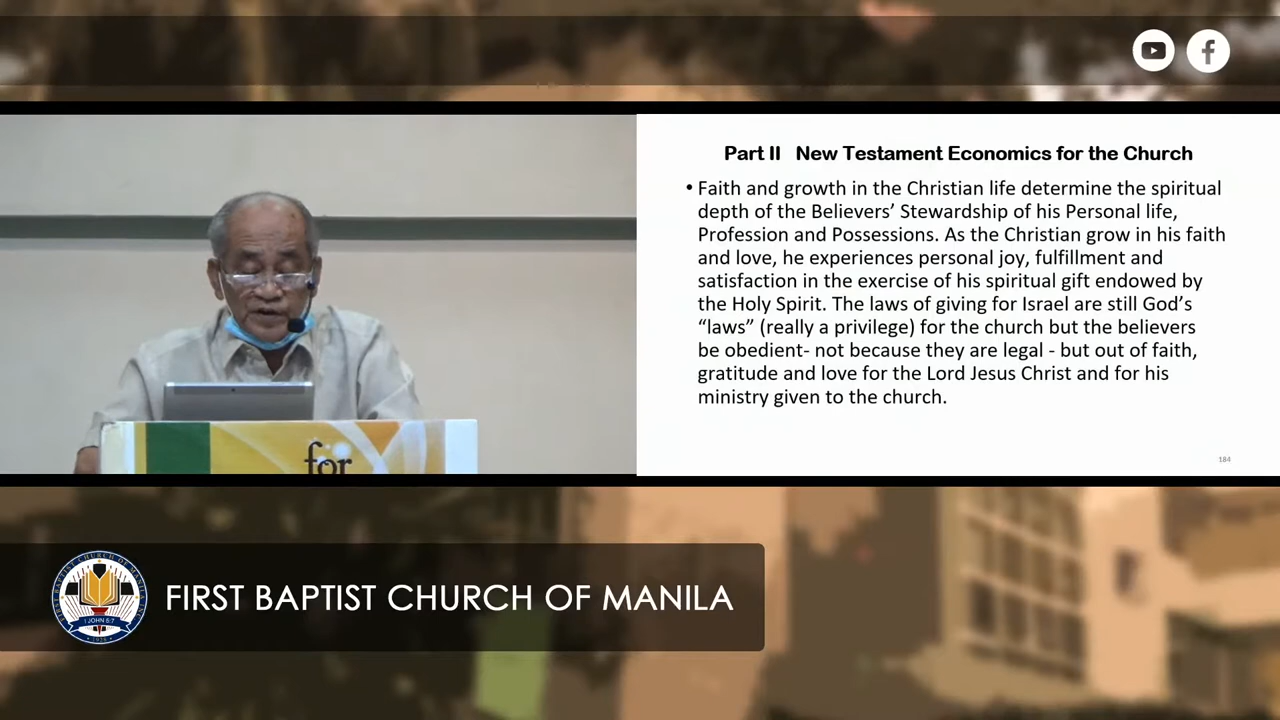 Part II New Testament Economics for the Church
• Faith and growth in the Christian life determine the spiritual
depth of the Believers’ Stewardship of his Personal life,
Profession and Possessions. As the Christian grow in his faith
and love, he experiences personal joy, fulfillment and
satisfaction in the exercise of his spiritual gift endowed by
the Holy Spirit. The laws of giving for Israel are still God’s
“laws” (really a privilege) for the church but the believers
be obedient- not because they are legal - but out of faith,
gratitude and love for the Lord Jesus Christ and for his
ministry given to the church.
184
for
I JOHN 5:7
FIRST BAPTIST CHURCH OF MANILA